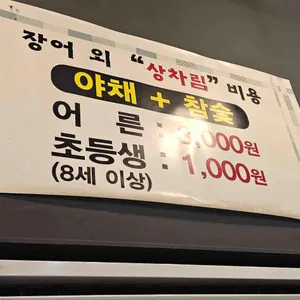 장어 외 "상차림" 비용
야채 + 참숯
어 른 : 3,000원
초등생 : 1,000원
(8세 이상)